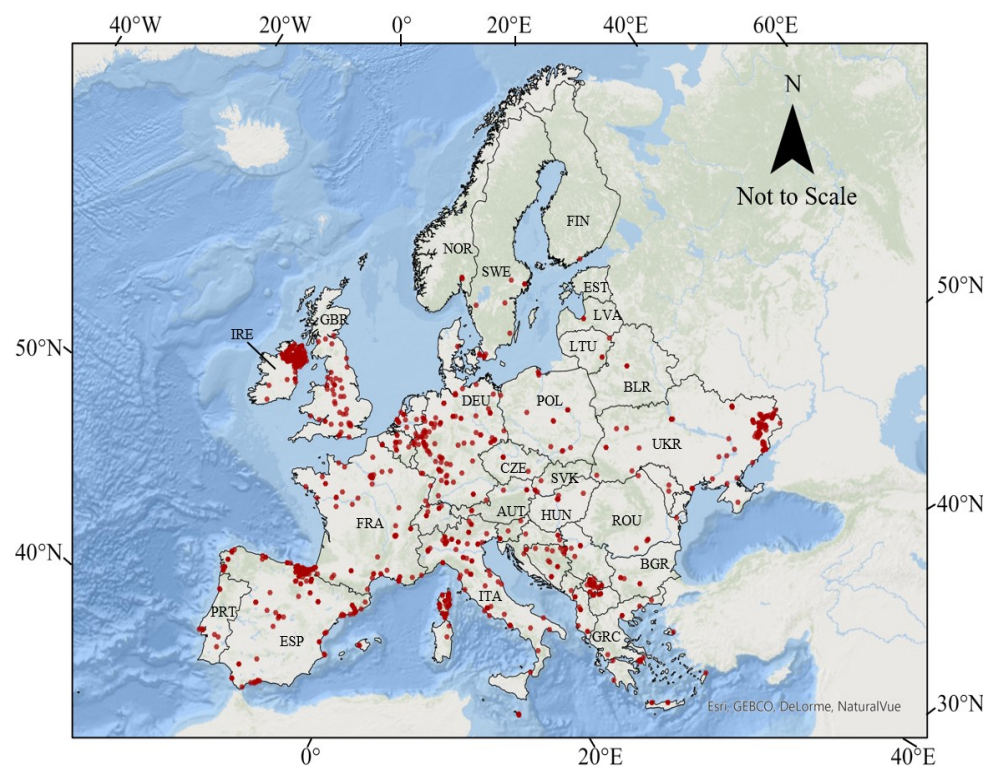 40°W 20°W 0° 20°E 40°E 60°E
N
Not to Scale
FIN
NOR
SWE
50°N
EST
LVA
GBR
IRE
50°N
LTU
BLR
DEU
POL
UKR
CZE
SVK
40°N
AUT
HUN
FRA
ROU
40°N
BGR
ITA
PRT
ESP
GRC
30°N
Esri, GEBCO, DeLorme, NaturalVue
0° 20°E 40°E